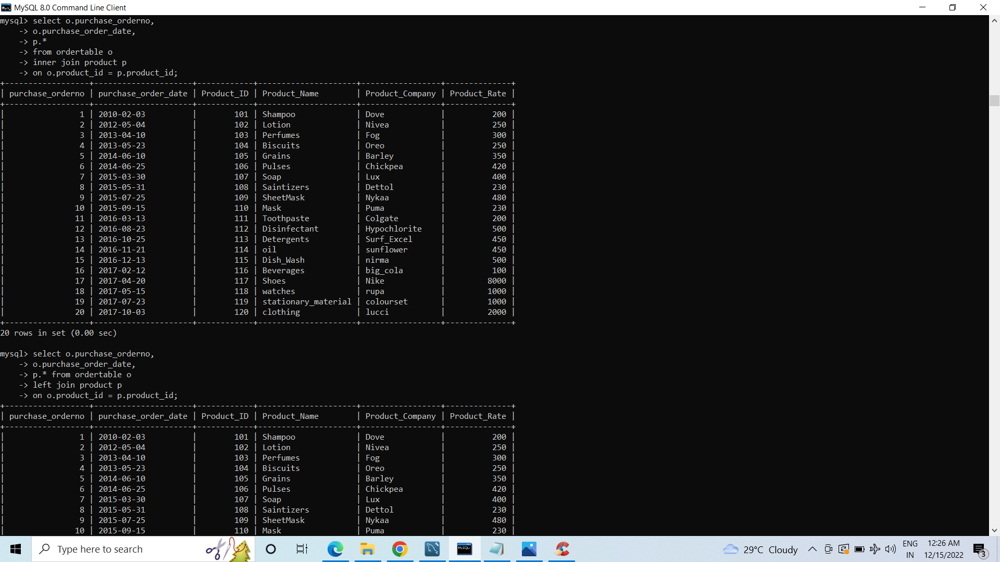 MySQL 8.0 Command Line Client
mysql> select o.purchase_orderno,
    -> o.purchase_order_date,
    -> p.*
    -> from ordertable o
    -> inner join product p
    -> on o.product_id = p.product_id;
+------------------+---------------------+------------+---------------------+-----------------+--------------+
| purchase_orderno | purchase_order_date | Product_ID | Product_Name        | Product_Company | Product_Rate |
+------------------+---------------------+------------+---------------------+-----------------+--------------+
|                1 | 2010-02-03          |        101 | Shampoo             | Dove            |          200 |
|                2 | 2012-05-04          |        102 | Lotion              | Nivea           |          250 |
|                3 | 2013-04-10          |        103 | Perfumes            | Fog             |          300 |
|                4 | 2013-05-23          |        104 | Biscuits            | Oreo            |          250 |
|                5 | 2014-06-10          |        105 | Grains              | Barley          |          350 |
|                6 | 2014-06-25          |        106 | Pulses              | Chickpea        |          420 |
|                7 | 2015-03-30          |        107 | Soap                | Lux             |          400 |
|                8 | 2015-05-31          |        108 | Saintizers          | Dettol          |          230 |
|                9 | 2015-07-25          |        109 | SheetMask           | Nykaa           |          480 |
|               10 | 2015-09-15          |        110 | Mask                | Puma            |          230 |
|               11 | 2016-03-13          |        111 | Toothpaste          | Colgate         |          200 |
|               12 | 2016-08-23          |        112 | Disinfectant        | Hypochlorite    |          500 |
|               13 | 2016-10-25          |        113 | Detergents          | Surf_Excel      |          450 |
|               14 | 2016-11-21          |        114 | oil                 | sunflower       |          450 |
|               15 | 2016-12-13          |        115 | Dish_Wash           | nirma           |          500 |
|               16 | 2017-02-12          |        116 | Beverages           | big_cola        |          100 |
|               17 | 2017-04-20          |        117 | Shoes               | Nike            |         8000 |
|               18 | 2017-05-15          |        118 | watches             | rupa            |         1000 |
|               19 | 2017-07-23          |        119 | stationary_material | colourset       |         1000 |
|               20 | 2017-10-03          |        120 | clothing            | lucci           |         2000 |
+------------------+---------------------+------------+---------------------+-----------------+--------------+
20 rows in set (0.00 sec)
mysql> select o.purchase_orderno,
    -> o.purchase_order_date,
    -> p.* from ordertable o
    -> left join product p
    -> on o.product_id = p.product_id;
+------------------+---------------------+------------+---------------------+-----------------+--------------+
| purchase_orderno | purchase_order_date | Product_ID | Product_Name        | Product_Company | Product_Rate |
+------------------+---------------------+------------+---------------------+-----------------+--------------+
|                1 | 2010-02-03          |        101 | Shampoo             | Dove            |          200 |
|                2 | 2012-05-04          |        102 | Lotion              | Nivea           |          250 |
|                3 | 2013-04-10          |        103 | Perfumes            | Fog             |          300 |
|                4 | 2013-05-23          |        104 | Biscuits            | Oreo            |          250 |
|                5 | 2014-06-10          |        105 | Grains              | Barley          |          350 |
|                6 | 2014-06-25          |        106 | Pulses              | Chickpea        |          420 |
|                7 | 2015-03-30          |        107 | Soap                | Lux             |          400 |
|                8 | 2015-05-31          |        108 | Saintizers          | Dettol          |          230 |
|                9 | 2015-07-25          |        109 | SheetMask           | Nykaa           |          480 |
|               10 | 2015-09-15          |        110 | Mask                | Puma            |          230 |
Type here to search
29°C Cloudy
ENG
IN
12:26 AM
12/15/2022
3